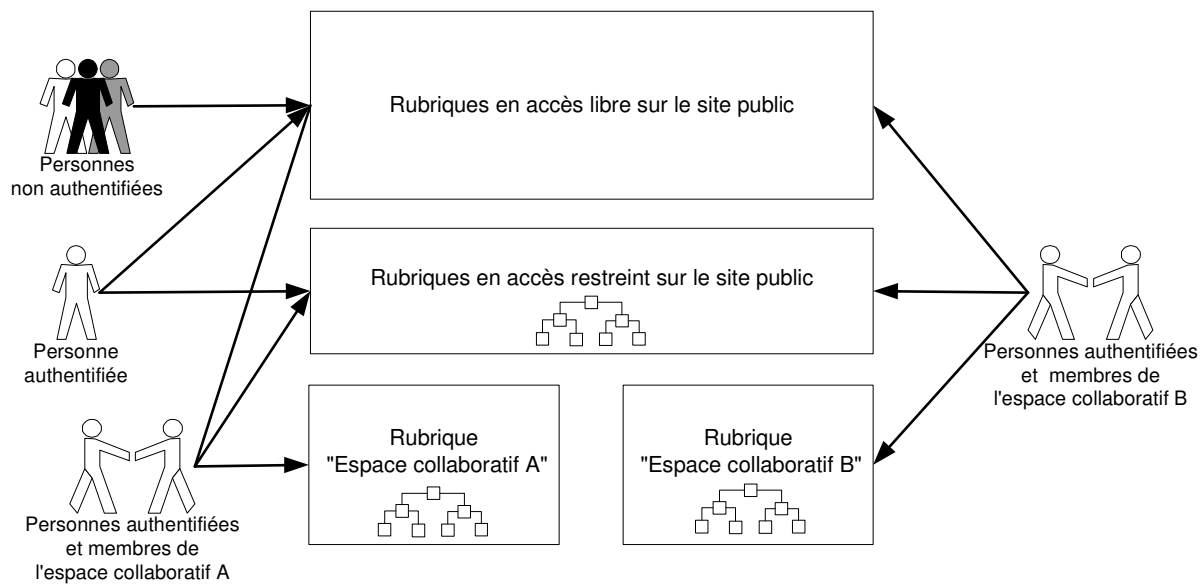 Rubriques en accès libre sur le site public
Personnes
non authentifiées
Rubriques en accès restreint sur le site public
Personne
authentifiée
Personnes authentifiées
et membres de
l'espace collaboratif B
Rubrique
"Espace collaboratif A"
Rubrique
"Espace collaboratif B"
Personnes authentifiées
et membres de
l'espace collaboratif A